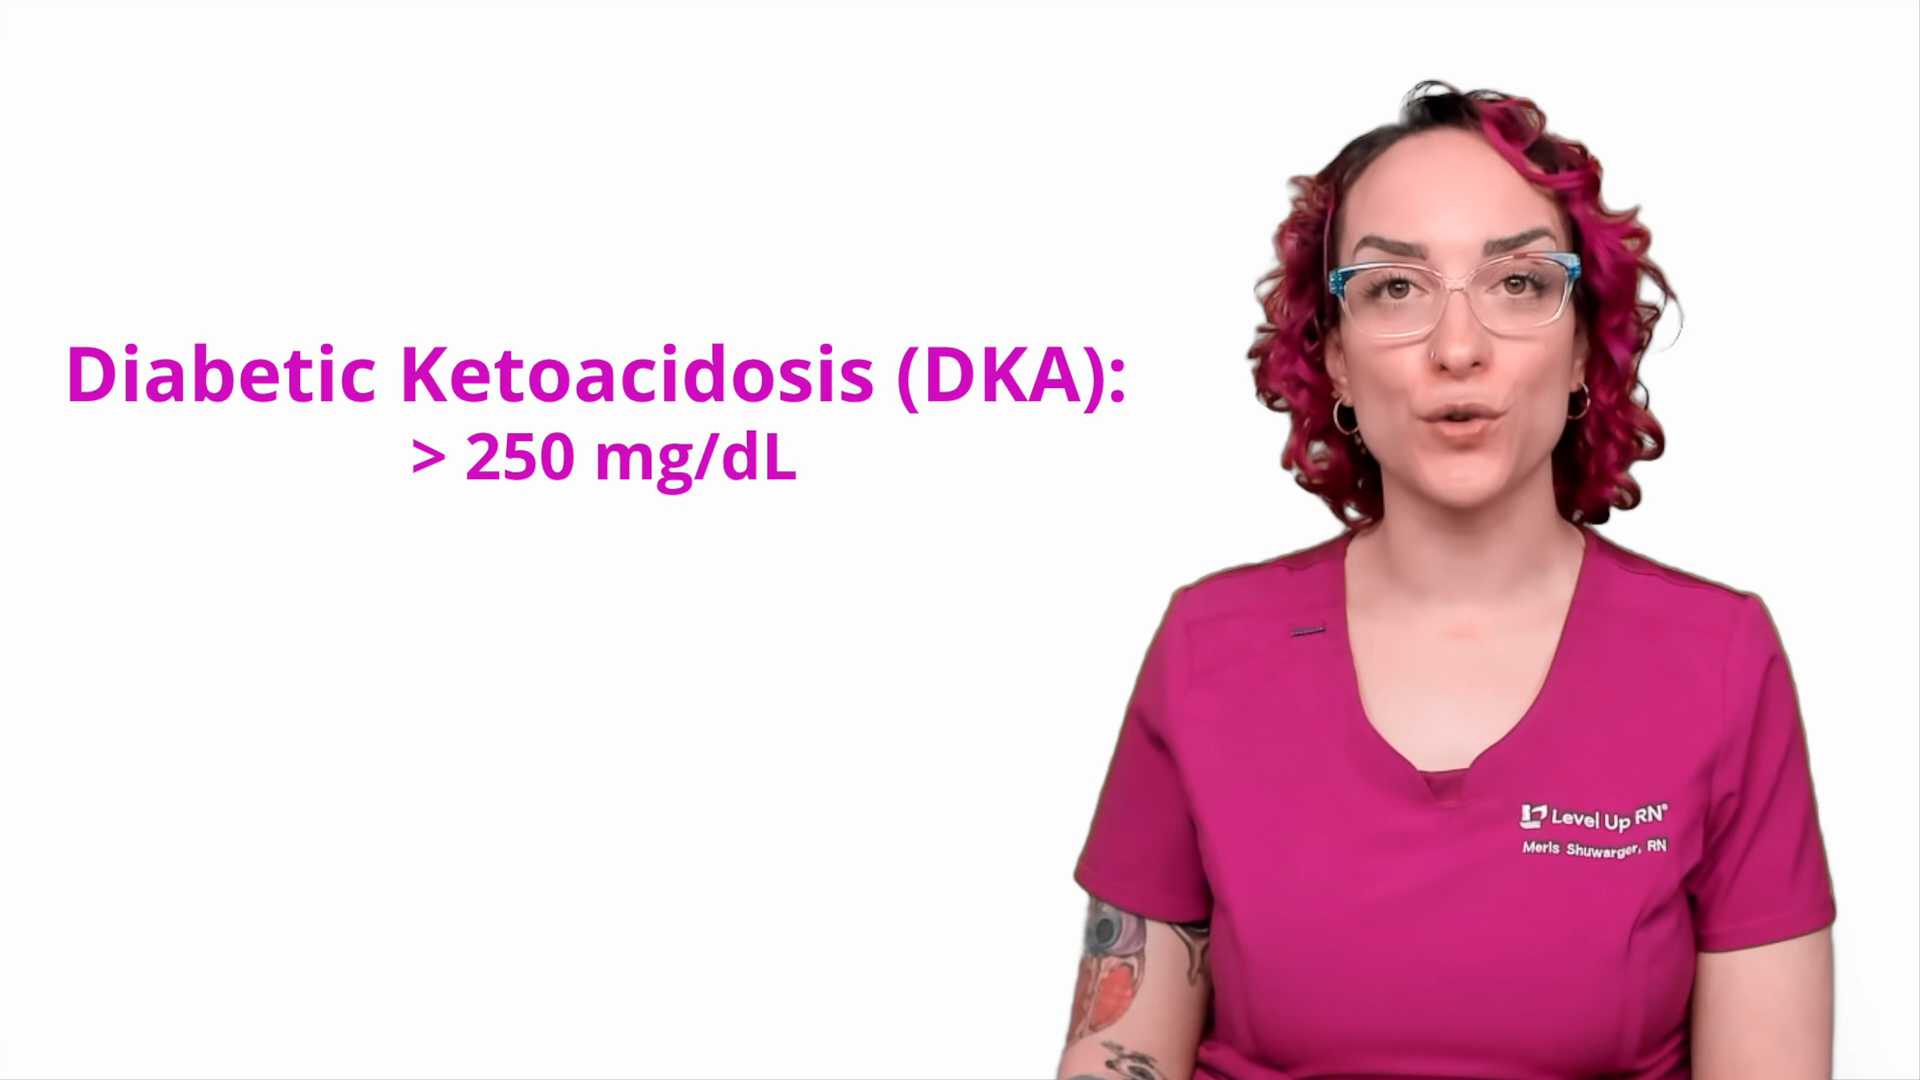 Diabetic Ketoacidosis (DKA):
> 250 mg/dL
Level Up RN®
Meris Shuwarger, RN